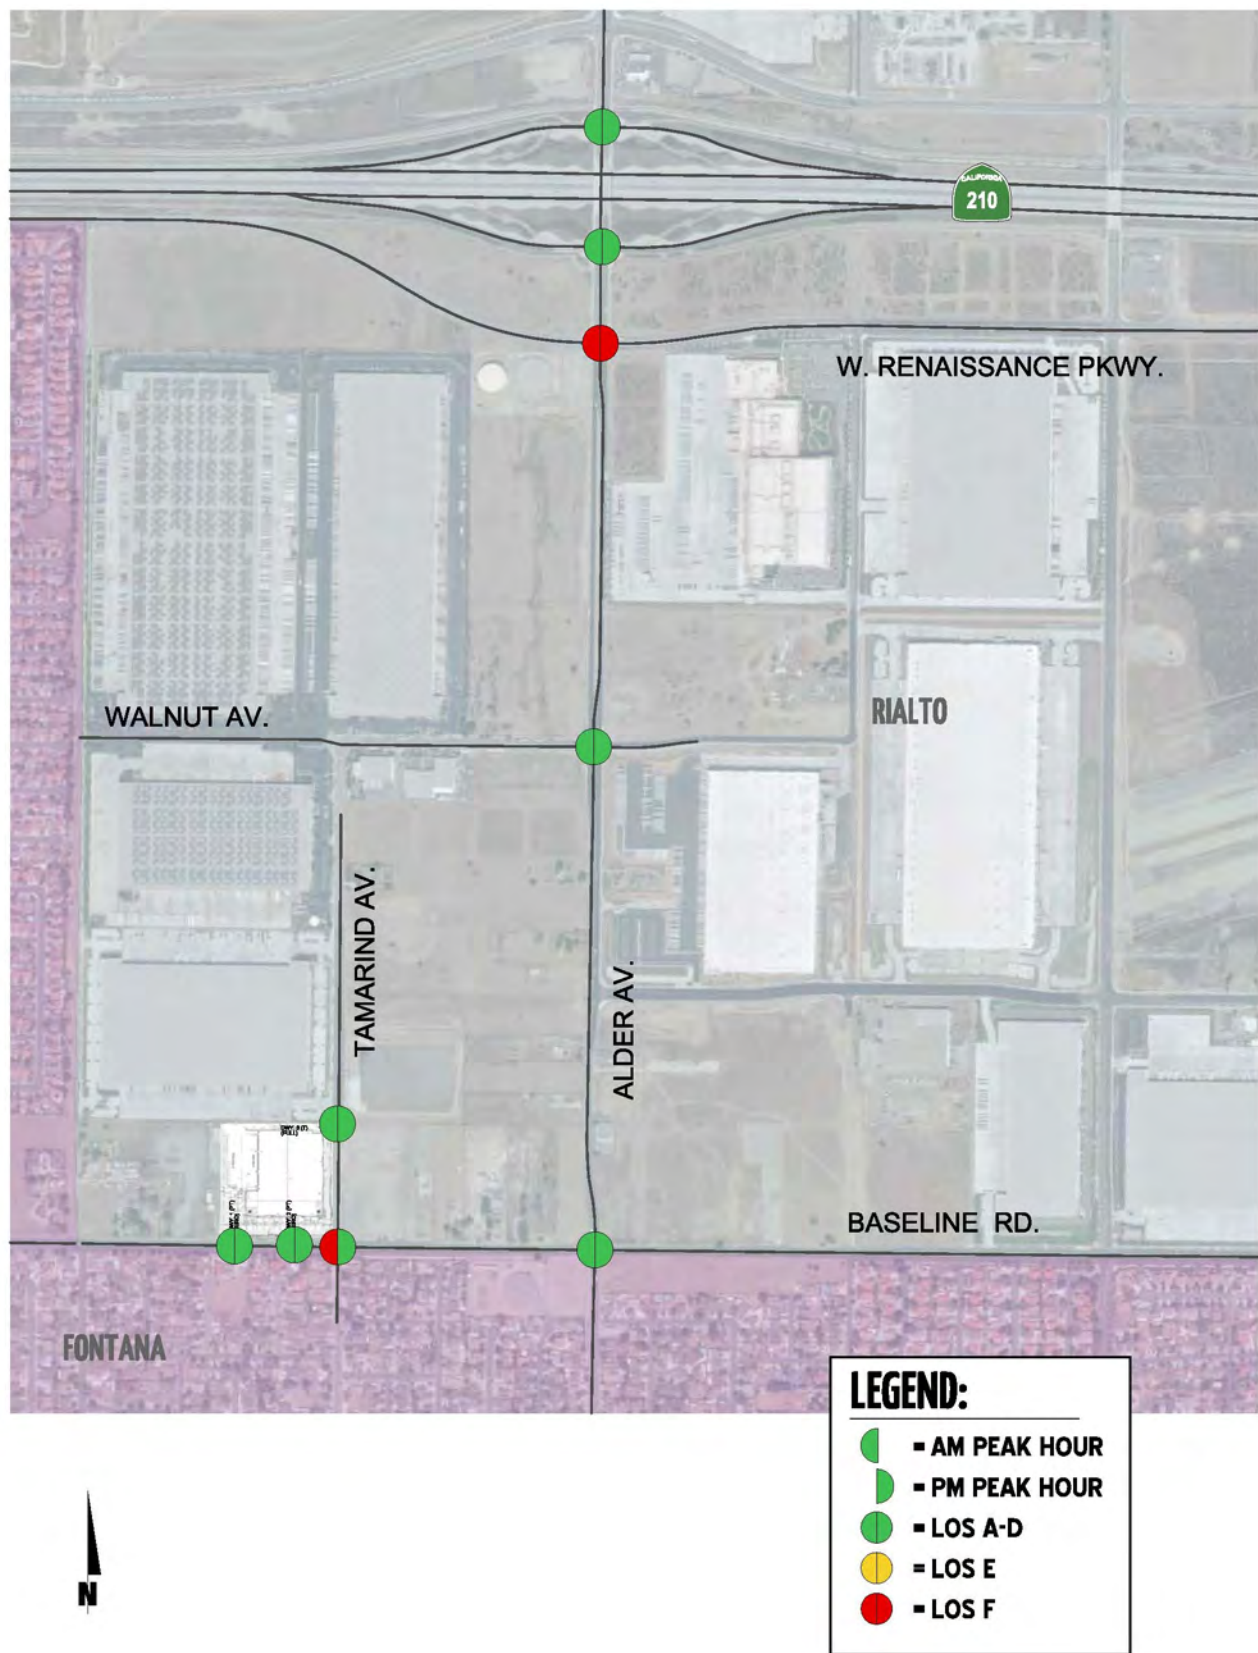 CALIFORNIA
210
W. RENAISSANCE PKWY.
WALNUT AV.
RIALTO
TAMARIND AV.
ALDER AV.
BASELINE RD.
FONTANA
LEGEND:
= AM PEAK HOUR
= PM PEAK HOUR
= LOS A-D
= LOS E
= LOS F
N